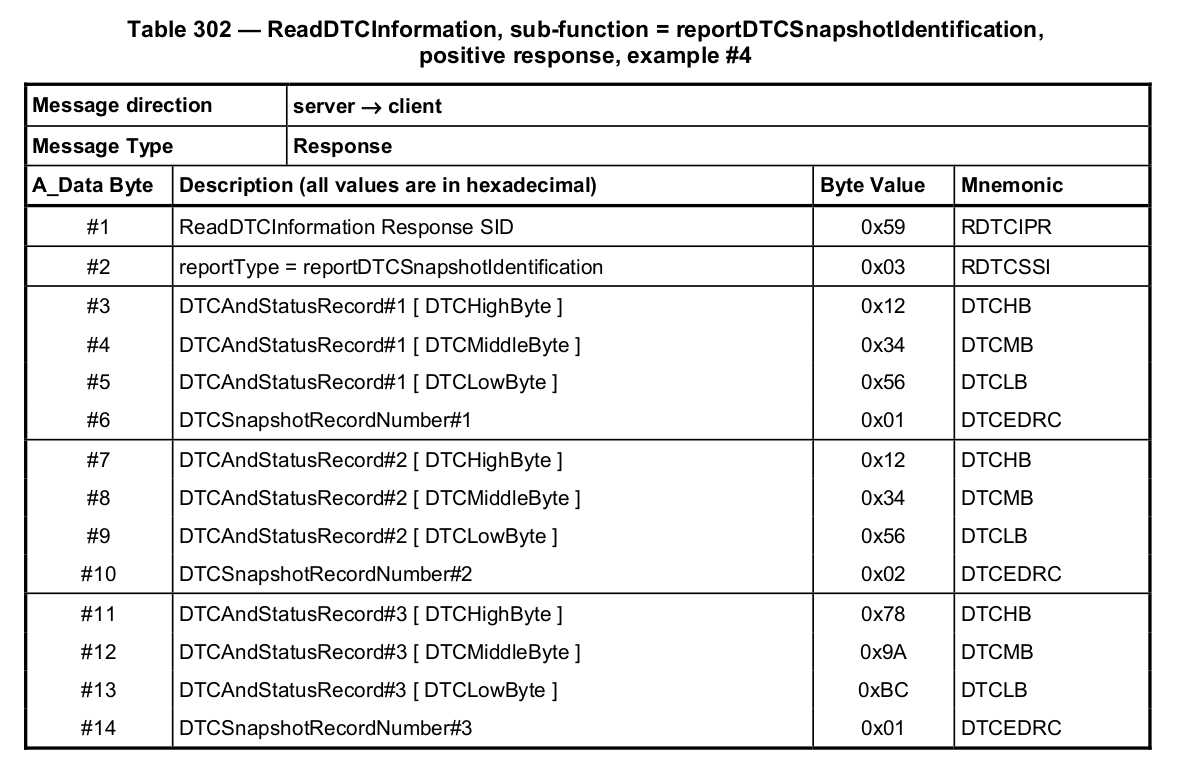 Table 302 — ReadDTCInformation, sub-function = reportDTCSnapshotIdentification,
positive response, example #4
Message direction server → client
Message Type Response
A_Data Byte Description (all values are in hexadecimal) Byte Value Mnemonic
#1 ReadDTCInformation Response SID 0x59 RDTCIPR
#2 reportType = reportDTCSnapshotIdentification 0x03 RDTCSSI
#3 DTCAndStatusRecord#1 [ DTCHighByte ] 0x12 DTCHB
#4 DTCAndStatusRecord#1 [ DTCMiddleByte ] 0x34 DTCMB
#5 DTCAndStatusRecord#1 [ DTCLowByte ] 0x56 DTCLB
#6 DTCSnapshotRecordNumber#1 0x01 DTCEDRC
#7 DTCAndStatusRecord#2 [ DTCHighByte ] 0x12 DTCHB
#8 DTCAndStatusRecord#2 [ DTCMiddleByte ] 0x34 DTCMB
#9 DTCAndStatusRecord#2 [ DTCLowByte ] 0x56 DTCLB
#10 DTCSnapshotRecordNumber#2 0x02 DTCEDRC
#11 DTCAndStatusRecord#3 [ DTCHighByte ] 0x78 DTCHB
#12 DTCAndStatusRecord#3 [ DTCMiddleByte ] 0x9A DTCMB
#13 DTCAndStatusRecord#3 [ DTCLowByte ] 0xBC DTCLB
#14 DTCSnapshotRecordNumber#3 0x01 DTCEDRC